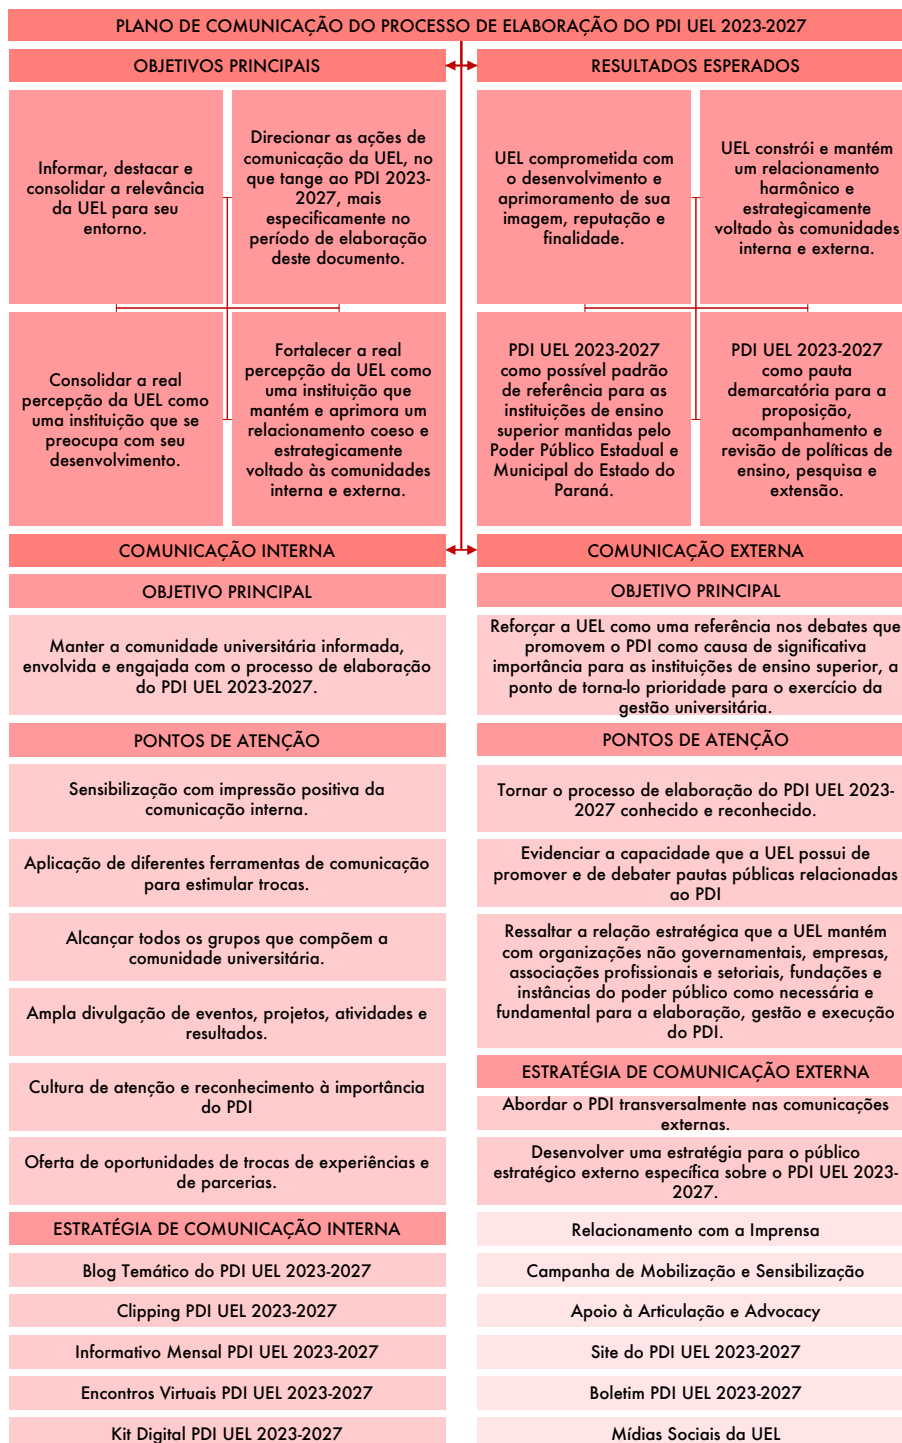 PLANO DE COMUNICAÇÃO DO PROCESSO DE ELABORAÇÃO DO PDI UEL 2023-2027
OBJETIVOS PRINCIPAIS
Informar, destacar e
consolidar a relevância
da UEL para seu
entorno.
Direcionar as ações de
comunicação da UEL, no
que tange ao PDI 2023-
2027, mais
especificamente no
período de elaboração
deste documento.
Consolidar a real
percepção da UEL como
uma instituição que se
preocupa com seu
desenvolvimento.
Fortalecer a real
percepção da UEL como
uma instituição que
mantém e aprimora um
relacionamento coeso e
estrategicamente
voltado às comunidades
interna e externa.
RESULTADOS ESPERADOS
UEL comprometida com
o desenvolvimento e
aprimoramento de sua
imagem, reputação e
finalidade.
UEL constrói e mantém
um relacionamento
harmônico e
estrategicamente
voltado às comunidades
interna e externa.
PDI UEL 2023-2027
como possível padrão
de referência para as
instituições de ensino
superior mantidas pelo
Poder Público Estadual e
Municipal do Estado do
Paraná.
PDI UEL 2023-2027
como pauta
demarcatória para a
proposição,
acompanhamento e
revisão de políticas de
ensino, pesquisa e
extensão.
COMUNICAÇÃO INTERNA
OBJETIVO PRINCIPAL
Manter a comunidade universitária informada,
envolvida e engajada com o processo de elaboração
do PDI UEL 2023-2027.
PONTOS DE ATENÇÃO
Sensibilização com impressão positiva da
comunicação interna.
Aplicação de diferentes ferramentas de comunicação
para estimular trocas.
Alcançar todos os grupos que compõem a
comunidade universitária.
Ampla divulgação de eventos, projetos, atividades e
resultados.
Cultura de atenção e reconhecimento à importância
do PDI
Oferta de oportunidades de trocas de experiências e
de parcerias.
ESTRATÉGIA DE COMUNICAÇÃO INTERNA
Blog Temático do PDI UEL 2023-2027
Clipping PDI UEL 2023-2027
Informativo Mensal PDI UEL 2023-2027
Encontros Virtuais PDI UEL 2023-2027
Kit Digital PDI UEL 2023-2027
COMUNICAÇÃO EXTERNA
OBJETIVO PRINCIPAL
Reforçar a UEL como uma referência nos debates que
promovem o PDI como causa de significativa
importância para as instituições de ensino superior, a
ponto de torna-lo prioridade para o exercício da
gestão universitária.
PONTOS DE ATENÇÃO
Tornar o processo de elaboração do PDI UEL 2023-
2027 conhecido e reconhecido.
Evidenciar a capacidade que a UEL possui de
promover e de debater pautas públicas relacionadas
ao PDI
Ressaltar a relação estratégica que a UEL mantém
com organizações não governamentais, empresas,
associações profissionais e setoriais, fundações e
instâncias do poder público como necessária e
fundamental para a elaboração, gestão e execução
do PDI.
ESTRATÉGIA DE COMUNICAÇÃO EXTERNA
Abordar o PDI transversalmente nas comunicações
externas.
Desenvolver uma estratégia para o público
estratégico externo específica sobre o PDI UEL 2023-
2027.
Relacionamento com a Imprensa
Campanha de Mobilização e Sensibilização
Apoio à Articulação e Advocacy
Site do PDI UEL 2023-2027
Boletim PDI UEL 2023-2027
Mídias Sociais da UEL